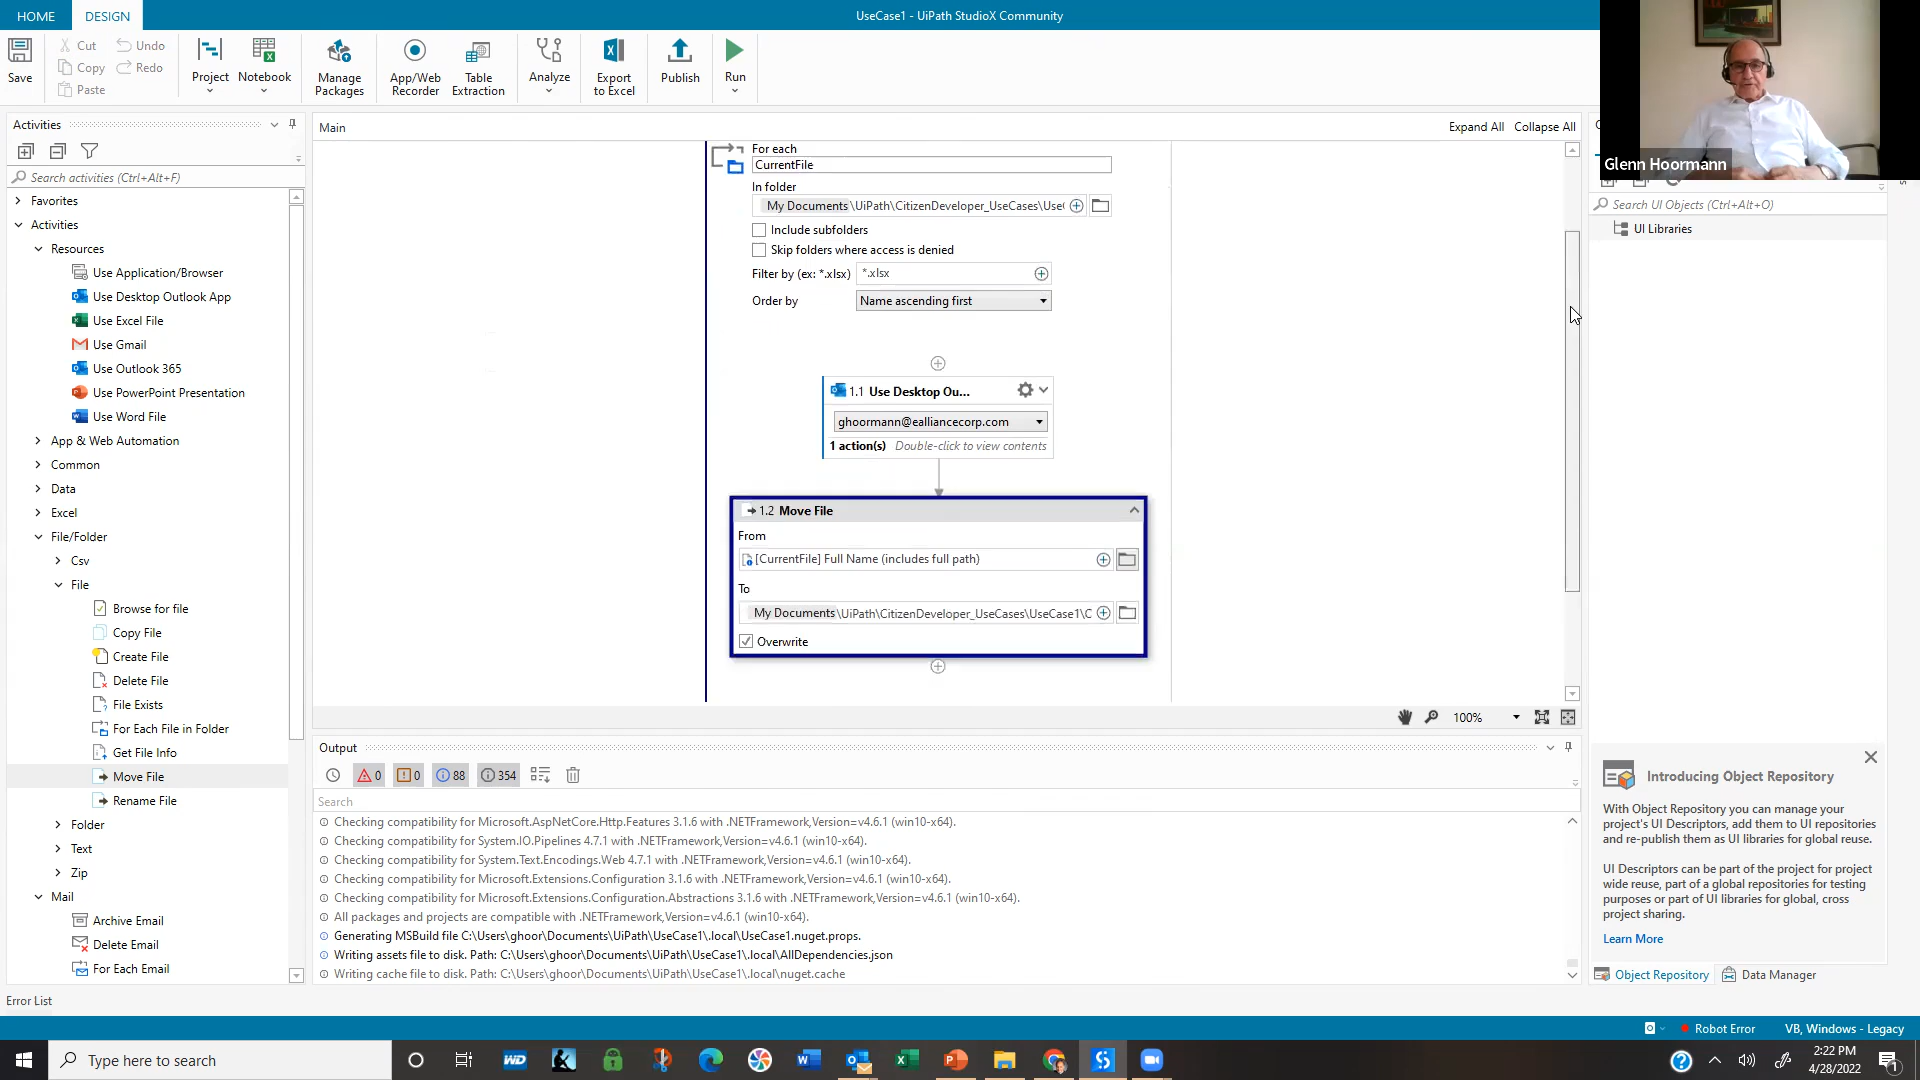 HOME
DESIGN
UseCase1 - UiPath StudioX Community
Save
Cut
Copy
Paste
Undo
Redo
Project
Notebook
Manage Packages
App/Web Recorder
Table Extraction
Analyze
Export to Excel
Publish
Run
Glenn Hoormann
Activities
Search activities (Ctrl+Alt+F)
Favorites
Activities
Resources
Use Application/Browser
Use Desktop Outlook App
Use Excel File
Use Gmail
Use Outlook 365
Use PowerPoint Presentation
Use Word File
App & Web Automation
Common
Data
Excel
File/Folder
Csv
File
Browse for file
Copy File
Create File
Delete File
File Exists
For Each File in Folder
Get File Info
Move File
Rename File
Folder
Text
Zip
Mail
Archive Email
Delete Email
For Each Email
Error List
Main
Expand All
Collapse All
For each
CurrentFile
In folder
My Documents\UiPath\CitizenDeveloper_UseCases\Use
Include subfolders
Skip folders where access is denied
Filter by (ex: *.xlsx)
*.xlsx
Order by
Name ascending first
1.1 Use Desktop Ou...
ghoormann@ealliancecorp.com
1 action(s) Double-click to view contents
1.2 Move File
From
[CurrentFile] Full Name (includes full path)
To
My Documents\UiPath\CitizenDeveloper_UseCases\UseCase1\C
Overwrite
100%
Output
0
0
88
354
Search
Checking compatibility for Microsoft.AspNetCore.Http.Features 3.1.6 with .NETFramework,Version=v4.6.1 (win10-x64).
Checking compatibility for System.IO.Pipelines 4.7.1 with .NETFramework,Version=v4.6.1 (win10-x64).
Checking compatibility for System.Text.Encodings.Web 4.7.1 with .NETFramework,Version=v4.6.1 (win10-x64).
Checking compatibility for Microsoft.Extensions.Configuration 3.1.6 with .NETFramework,Version=v4.6.1 (win10-x64).
Checking compatibility for Microsoft.Extensions.Configuration.Abstractions 3.1.6 with .NETFramework,Version=v4.6.1 (win10-x64).
All packages and projects are compatible with .NETFramework,Version=v4.6.1 (win10-x64).
Generating MSBuild file C:\Users\ghoor\Documents\UiPath\UseCase1\.local\UseCase1.nuget.props.
Writing assets file to disk. Path: C:\Users\ghoor\Documents\UiPath\UseCase1\.local\AllDependencies.json
Writing cache file to disk. Path: C:\Users\ghoor\Documents\UiPath\UseCase1\.local\nuget.cache
Search UI Objects (Ctrl+Alt+O)
UI Libraries
Introducing Object Repository
With Object Repository you can manage your
project's UI Descriptors, add them to UI repositories
and re-publish them as UI libraries for global reuse.
UI Descriptors can be part of the project for project
wide reuse, part of a global repositories for testing
purposes or part of UI libraries for global, cross
project sharing.
Learn More
Object Repository
Data Manager
Robot Error
VB, Windows - Legacy
Type here to search
WD
2:22 PM
4/28/2022
1